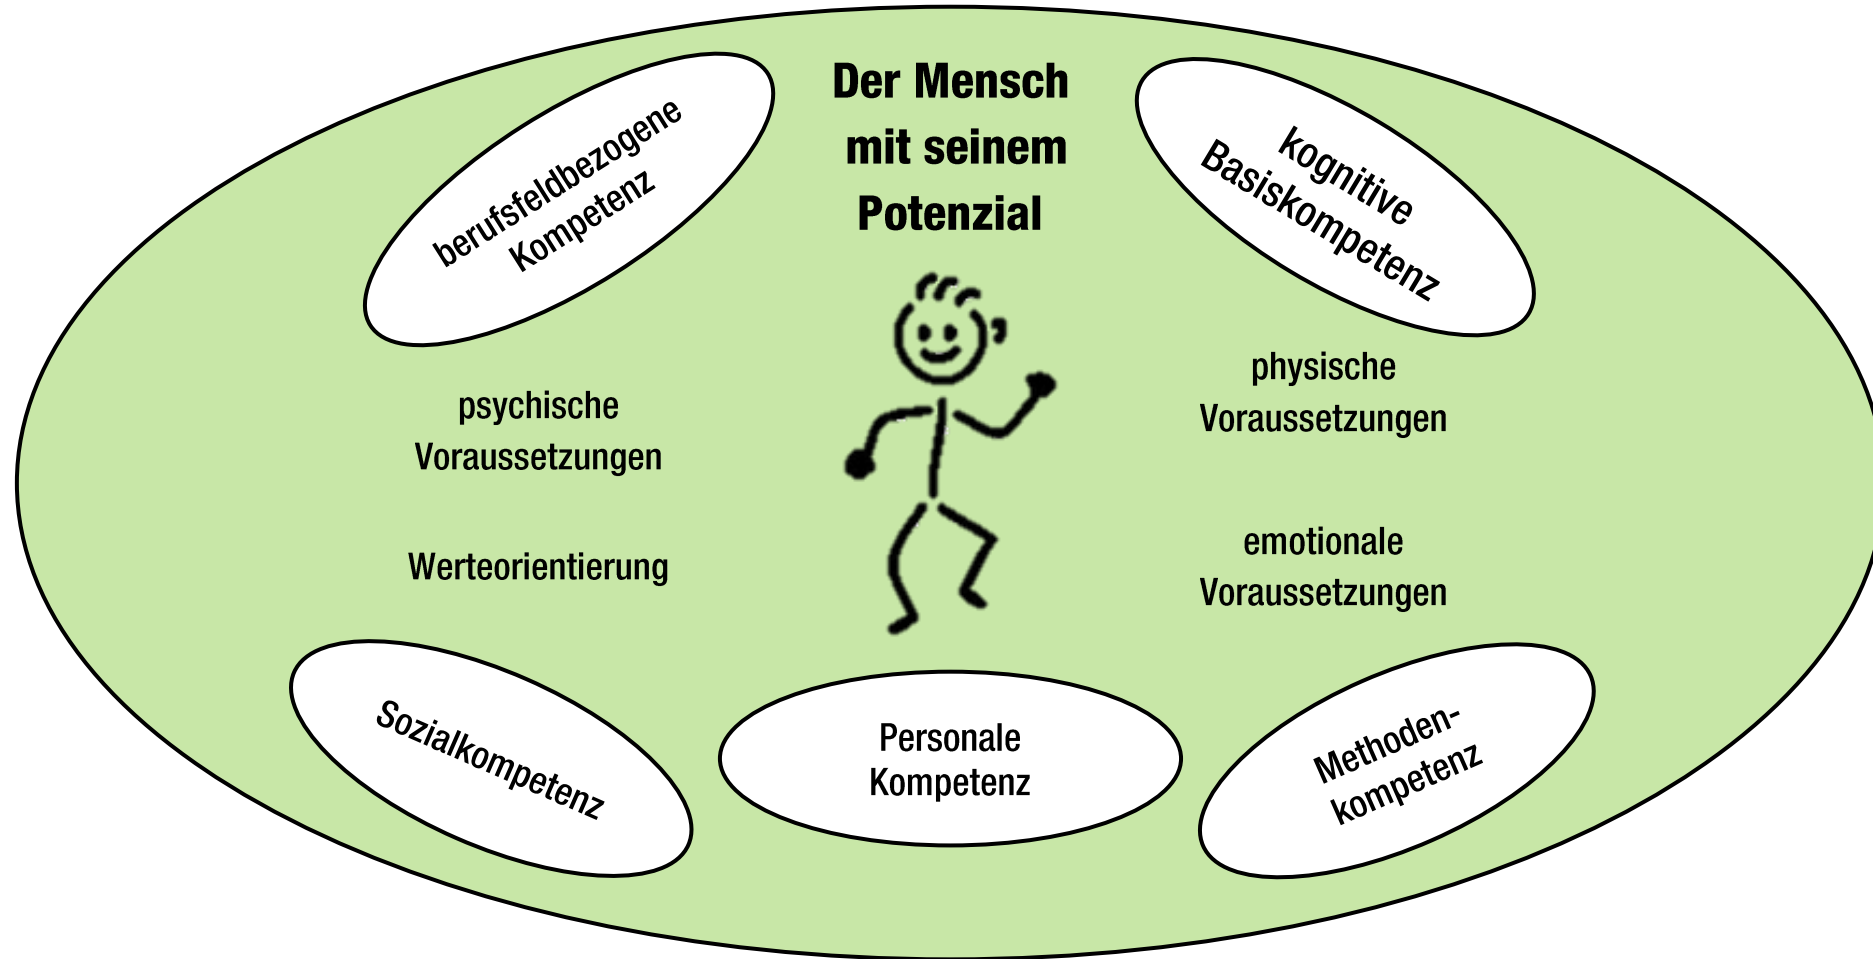 Der Mensch
mit seinem
Potenzial
berufsfeldbezogene
Kompetenz
kognitive
Basiskompetenz
psychische
Voraussetzungen
physische
Voraussetzungen
Werteorientierung
emotionale
Voraussetzungen
Sozialkompetenz
Personale
Kompetenz
Methoden-
kompetenz